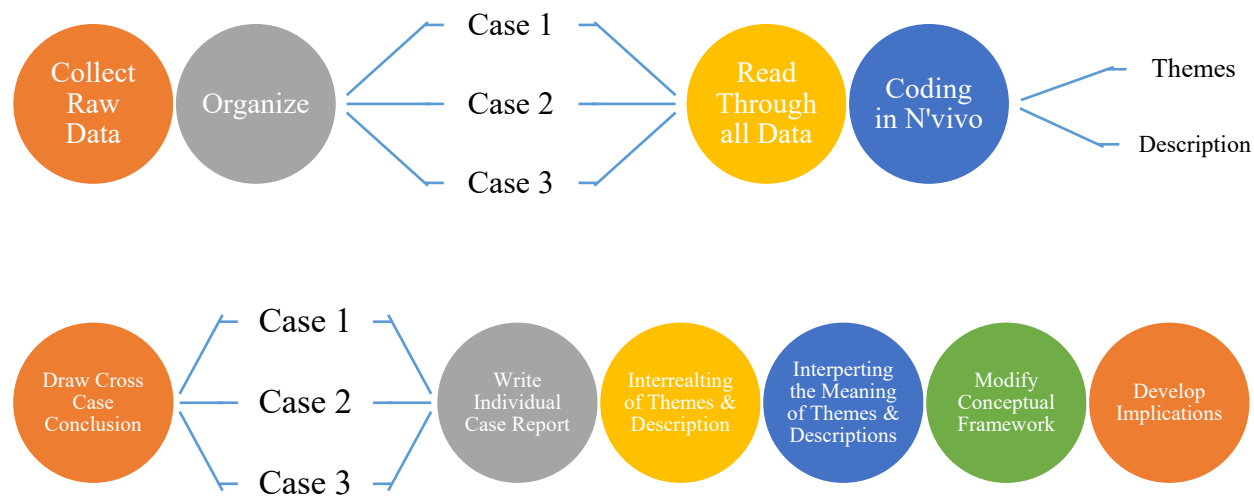 Collect
Raw
Data
Organize
Case 1
Case 2
Case 3
Read
Through
all Data
Coding
in N'vivo
Themes
Description
Draw Cross
Case
Conclusion
Case 1
Case 2
Case 3
Write
Individual
Case Report
Interrealting
of Themes &
Description
Interperting
the Meaning
of Themes &
Descriptions
Modify
Conceptual
Framework
Develop
Implications